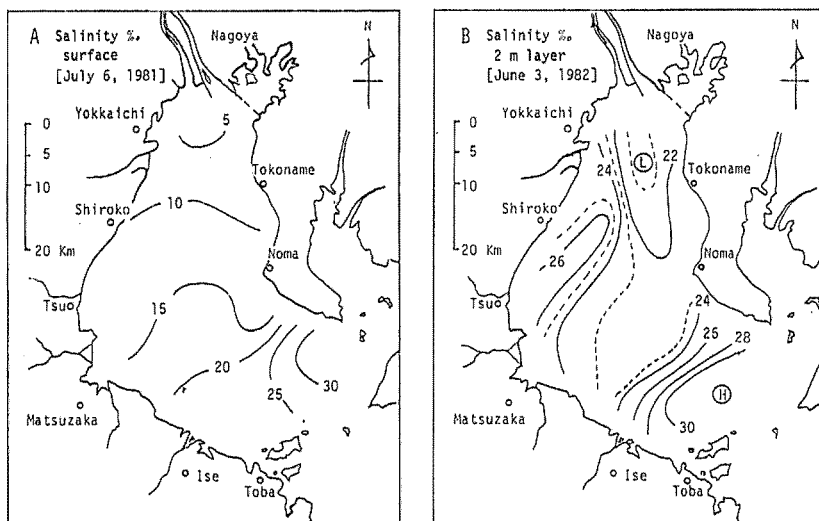 A Salinity ‰
surface
[July 6, 1981]
Nagoya
N
Yokkaichi
0
5
10
20 Km
5
Tokoname
Shiroko
10
Noma
Tsu
15
20
25
30
Matsuzaka
Ise
Toba
B Salinity ‰
2 m layer
[June 3, 1982]
Nagoya
N
Yokkaichi
0
5
10
20 Km
L
22
24
Tokoname
Shiroko
26
Noma
Tsu
24
25
28
H
30
Matsuzaka
Ise
Toba